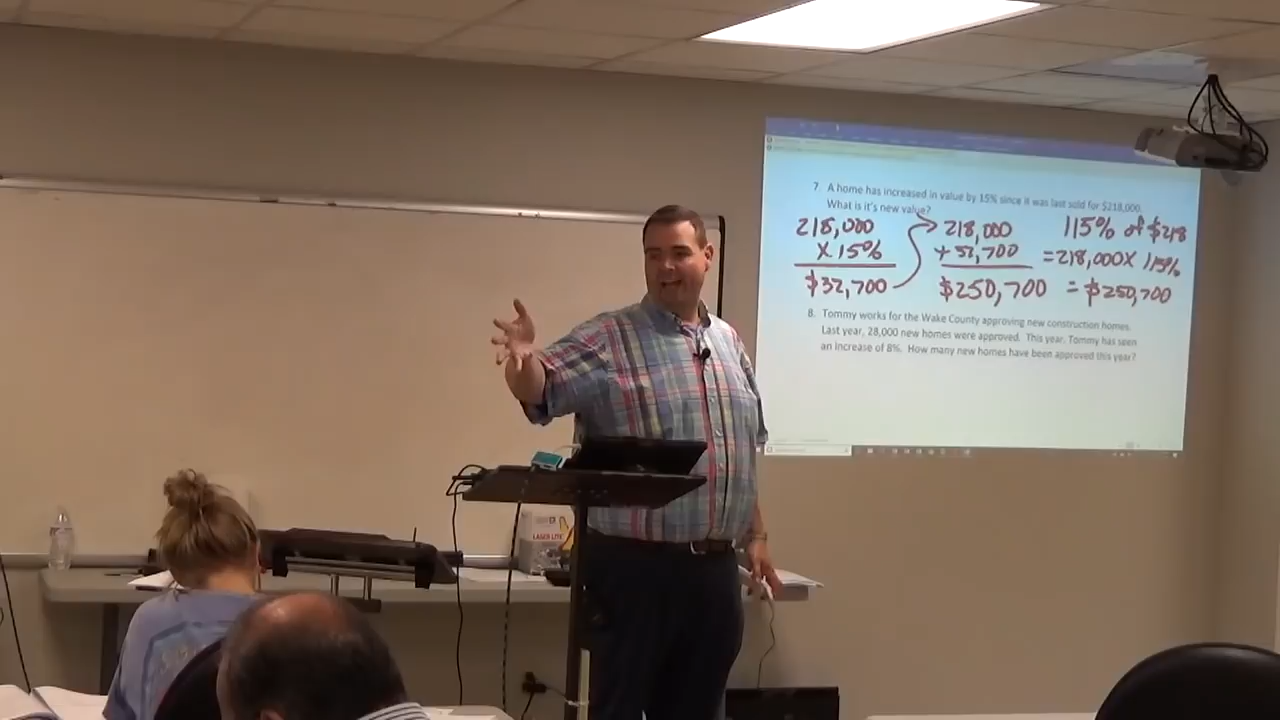 7. A home has increased in value by 15% since it was last sold for $218,000.
What is it's new value?
218,000
X 15%
$32,700
218,000
+ 32,700
$250,700
115% of $218
=218,000X 115%
= $250,700
8. Tommy works for the Wake County approving new construction homes.
Last year, 28,000 new homes were approved. This year, Tommy has seen
an increase of 8%. How many new homes have been approved this year?
LASER LITE